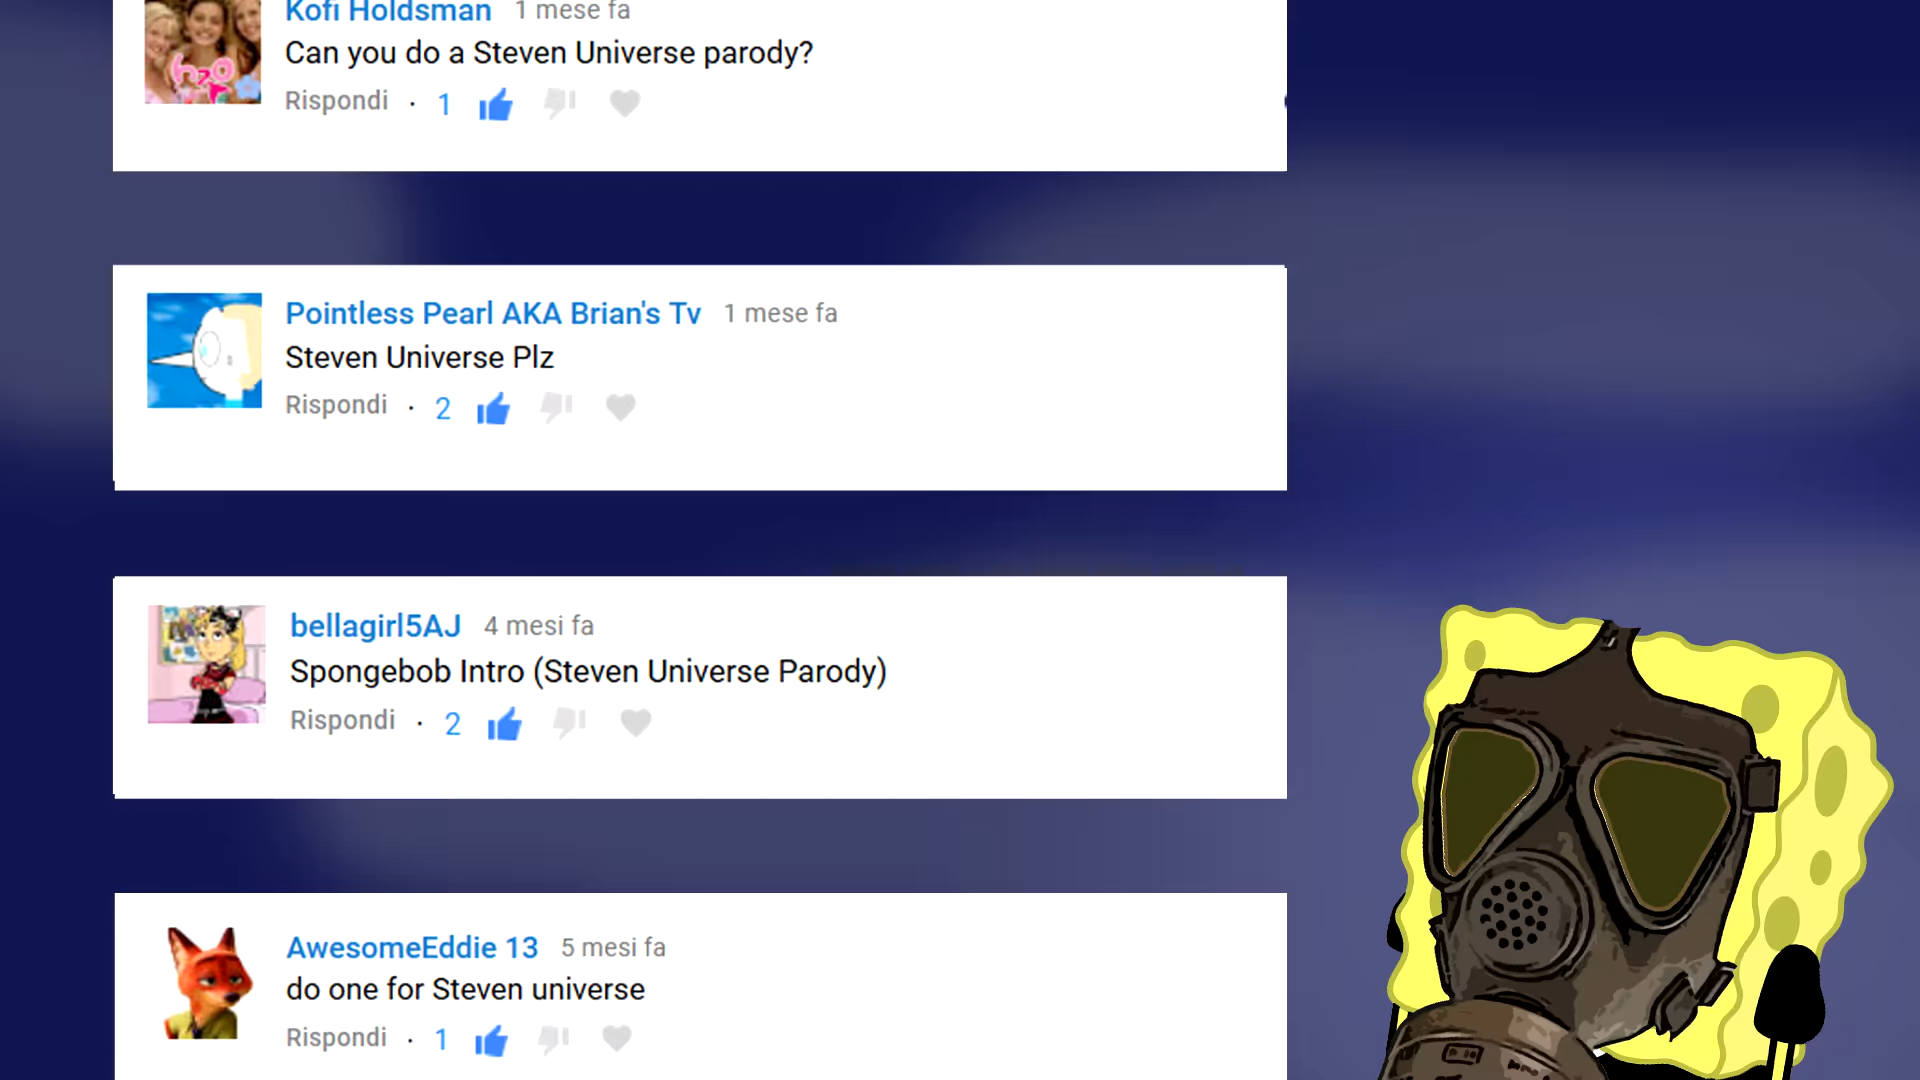 Kofi Holdsman 1 mese fa
Can you do a Steven Universe parody?
Rispondi · 1
Pointless Pearl AKA Brian's Tv 1 mese fa
Steven Universe Plz
Rispondi · 2
bellagirl5AJ 4 mesi fa
Spongebob Intro (Steven Universe Parody)
Rispondi · 2
AwesomeEddie 13 5 mesi fa
do one for Steven universe
Rispondi · 1